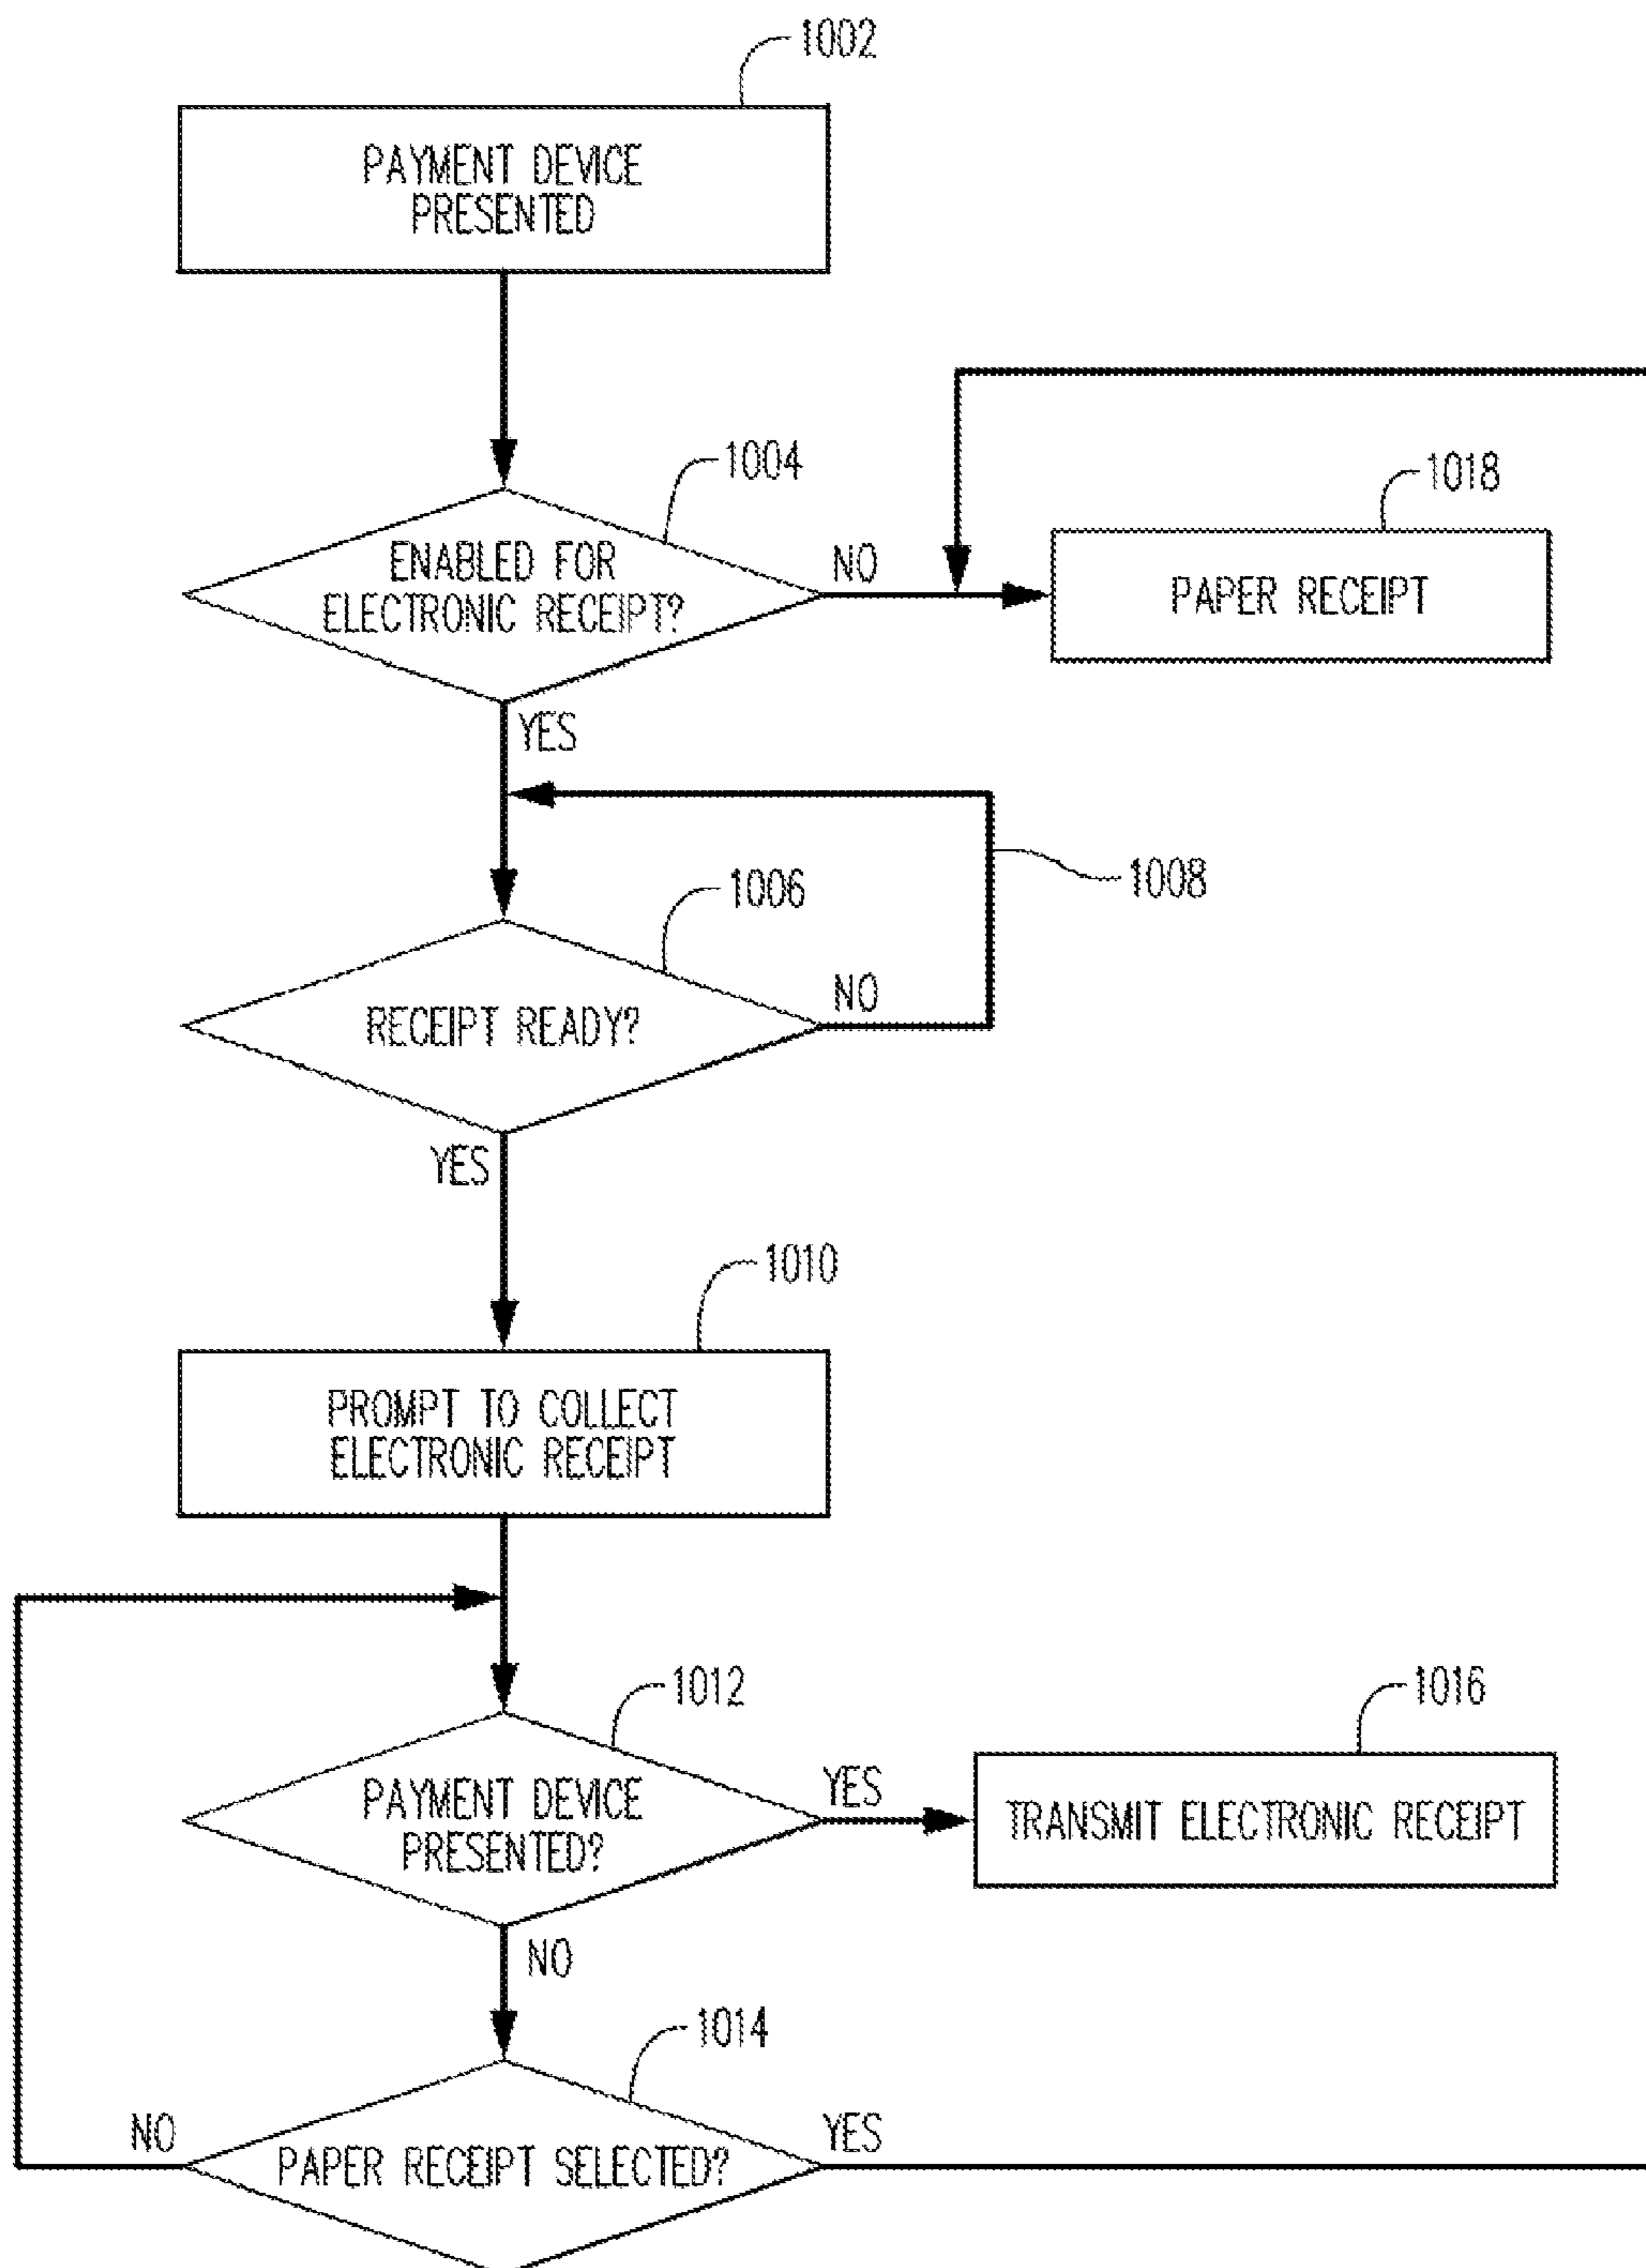 1002
PAYMENT DEVICE
PRESENTED
1004
ENABLED FOR
ELECTRONIC RECEIPT?
NO
1018
PAPER RECEIPT
YES
1008
1006
RECEIPT READY?
NO
YES
1010
PROMPT TO COLLECT
ELECTRONIC RECEIPT
1012
PAYMENT DEVICE
PRESENTED?
YES
1016
TRANSMIT ELECTRONIC RECEIPT
NO
1014
NO
PAPER RECEIPT SELECTED?
YES